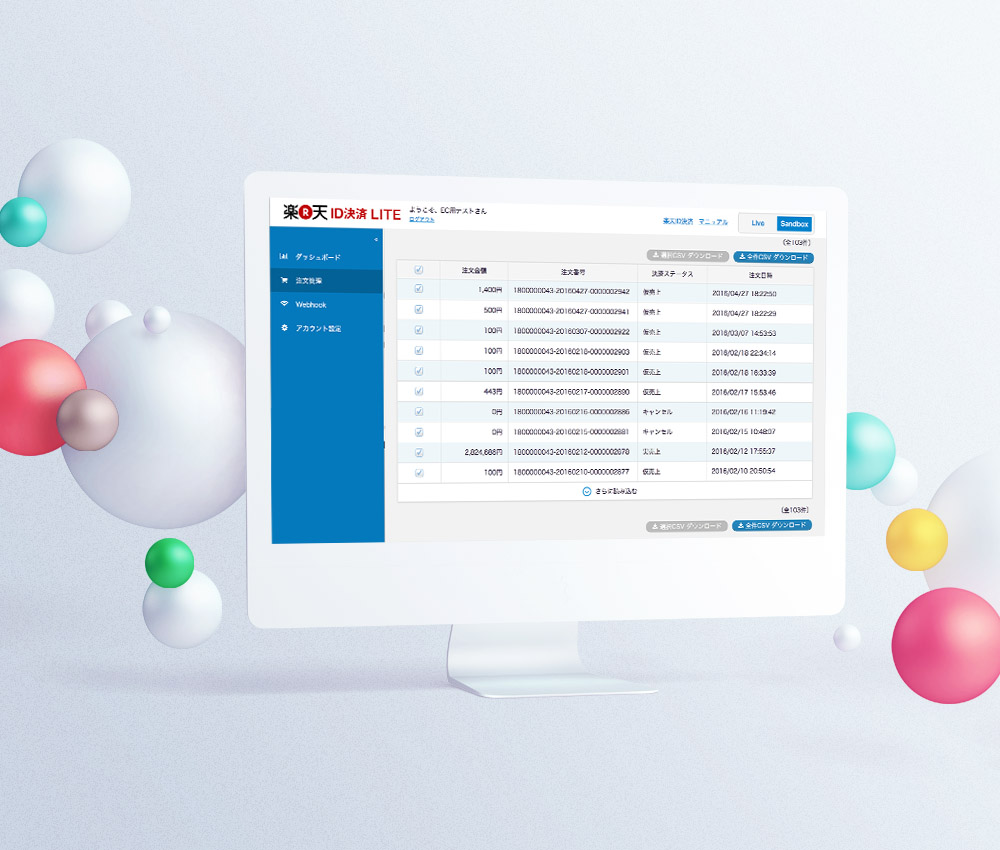 楽R天 ID決済 LITE
ようこそ、EC用テストさん
ログアウト
楽天ID決済 マニュアル Live Sandbox
(全103件)
選択CSV ダウンロード 全件CSV ダウンロード
ダッシュボード
注文管理
Webhook
アカウント設定
注文金額 注文番号 決済ステータス 注文日時
1,400円 1800000043-20160427-0000002942 仮売上 2016/04/27 18:22:50
500円 1800000043-20160427-0000002941 仮売上 2016/04/27 18:22:29
100円 1800000043-20160307-0000002922 仮売上 2016/03/07 14:53:53
100円 1800000043-20160218-0000002903 仮売上 2016/02/18 22:34:14
100円 1800000043-20160218-0000002901 仮売上 2016/02/18 16:33:39
443円 1800000043-20160217-0000002890 仮売上 2016/02/17 15:53:46
0円 1800000043-20160216-0000002886 キャンセル 2016/02/16 11:19:42
0円 1800000043-20160215-0000002881 キャンセル 2016/02/15 10:48:07
2,824,686円 1800000043-20160212-0000002878 実売上 2016/02/12 17:55:37
100円 1800000043-20160210-0000002877 仮売上 2016/02/10 20:50:54
さらに読み込む
(全103件)
選択CSV ダウンロード 全件CSV ダウンロード